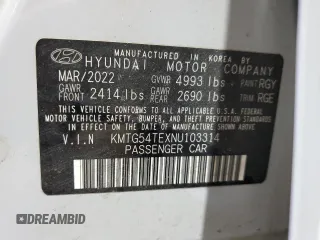 MANUFACTURED IN KOREA BY
HYUNDAI MOTOR COMPANY
MAR/2022 GVWR 4993 lbs PAINT RGY
GAWR FRONT 2414 lbs GAWR REAR 2690 lbs TRIM RGE
THIS VEHICLE CONFORMS TO ALL APPLICABLE U.S.A. FEDERAL
MOTOR VEHICLE SAFETY, BUMPER, AND THEFT PREVENTION
STANDARDS IN EFFECT ON THE DATE OF MANUFACTURE
SHOWN ABOVE.
V.I.N KMTG54TEXNU103314
PASSENGER CAR
AutoBidMaster